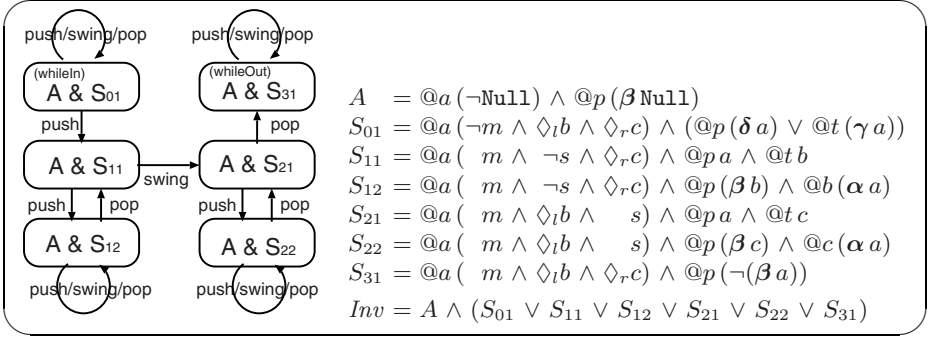 push/swing/pop push/swing/pop
(whileIn) (whileOut)
A & S01 A & S31
push pop
A & S11 A & S21
swing
push pop push pop
A & S12 A & S22
push/swing/pop push/swing/pop
A = @a (¬Null) ∧ @p (β Null)
S01 = @a (¬m ∧ ◊l b ∧ ◊r c) ∧ (@p (δ a) ∨ @t (γ a))
S11 = @a ( m ∧ ¬s ∧ ◊r c) ∧ @p a ∧ @t b
S12 = @a ( m ∧ ¬s ∧ ◊r c) ∧ @p (β b) ∧ @b (α a)
S21 = @a ( m ∧ ◊l b ∧ s) ∧ @p a ∧ @t c
S22 = @a ( m ∧ ◊l b ∧ s) ∧ @p (β c) ∧ @c (α a)
S31 = @a ( m ∧ ◊l b ∧ ◊r c) ∧ @p (¬(β a))
Inv = A ∧ (S01 ∨ S11 ∨ S12 ∨ S21 ∨ S22 ∨ S31)